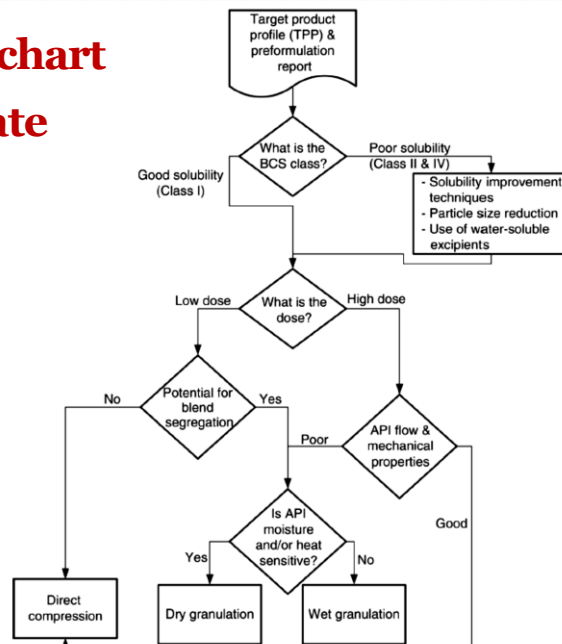 chart
ate
Target product
profile (TPP) &
preformulation
report
What is the
BCS class?
Poor solubility
(Class II & IV)
Good solubility
(Class I)
- Solubility improvement
techniques
- Particle size reduction
- Use of water-soluble
excipients
Low dose
What is the
dose?
High dose
No
Potential for
blend
segregation
Yes
Poor
API flow &
mechanical
properties
Is API
moisture
and/or heat
sensitive?
Good
Yes
No
Direct
compression
Dry granulation
Wet granulation